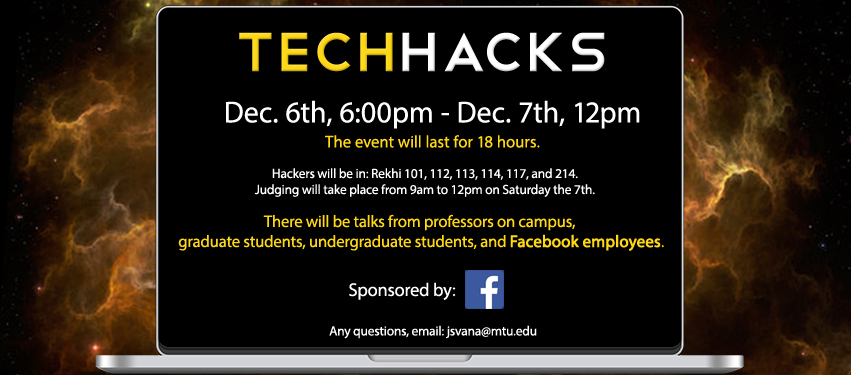 TECHHACKS
Dec. 6th, 6:00pm - Dec. 7th, 12pm
The event will last for 18 hours.
Hackers will be in: Rekhi 101, 112, 113, 114, 117, and 214.
Judging will take place from 9am to 12pm on Saturday the 7th.
There will be talks from professors on campus,
graduate students, undergraduate students, and Facebook employees.
Sponsored by: f
Any questions, email: jsvana@mtu.edu